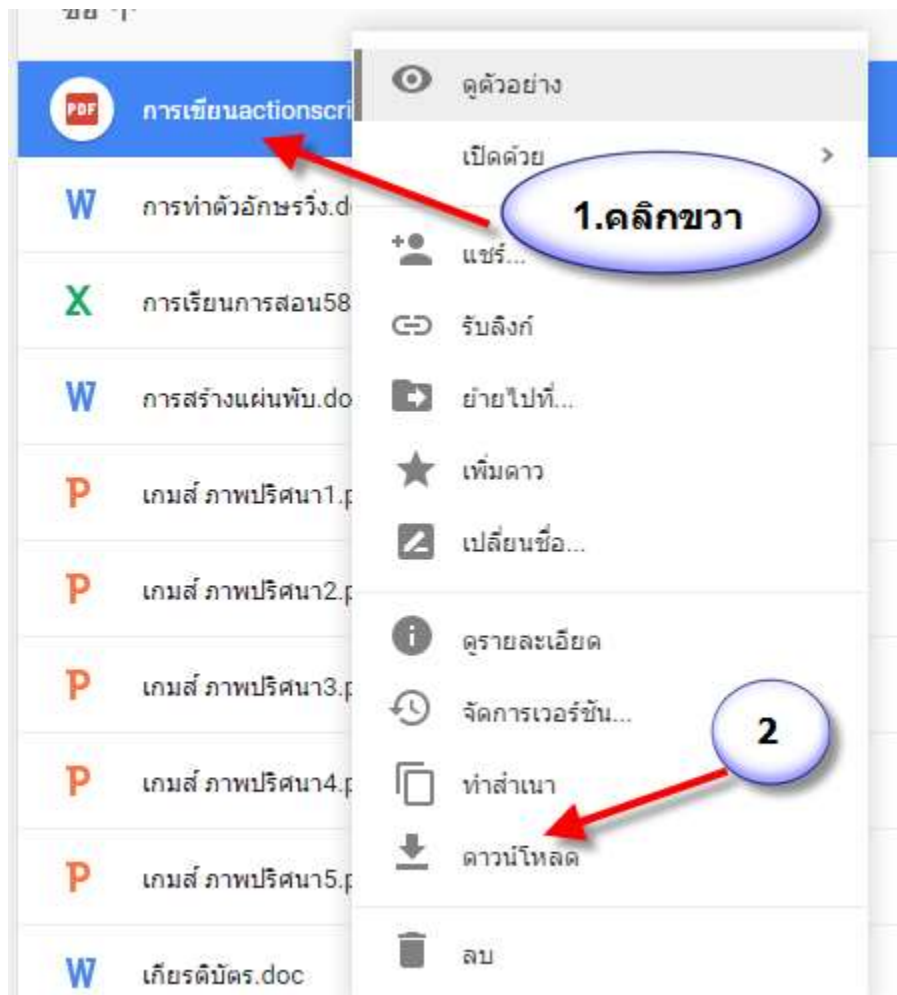 ชื่อ
PDF
การเขียนactionscri
W
การทำตัวอักษรวิ่ง.d
X
การเรียนการสอน58
W
การสร้างแผ่นพับ.do
P
เกมส์ ภาพปริศนา1.p
P
เกมส์ ภาพปริศนา2.p
P
เกมส์ ภาพปริศนา3.p
P
เกมส์ ภาพปริศนา4.p
P
เกมส์ ภาพปริศนา5.p
W
เกียรติบัตร.doc
ดูตัวอย่าง
เปิดด้วย
1.คลิกขวา
แชร์...
รับลิงก์
ย้ายไปที่...
เพิ่มดาว
เปลี่ยนชื่อ...
ดูรายละเอียด
จัดการเวอร์ชัน...
2
ทำสำเนา
ดาวน์โหลด
ลบ